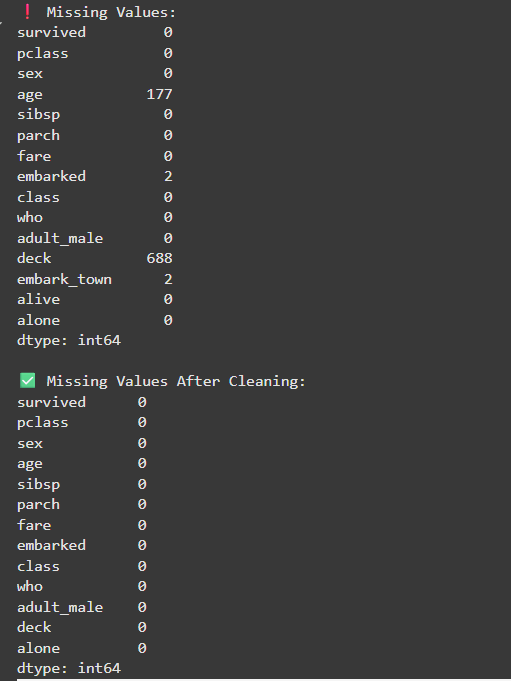 ❗ Missing Values:
survived         0
pclass           0
sex              0
age            177
sibsp            0
parch            0
fare             0
embarked         2
class            0
who              0
adult_male       0
deck           688
embark_town      2
alive            0
alone            0
dtype: int64
✅ Missing Values After Cleaning:
survived      0
pclass        0
sex           0
age           0
sibsp         0
parch         0
fare          0
embarked      0
class         0
who           0
adult_male    0
deck          0
alone         0
dtype: int64